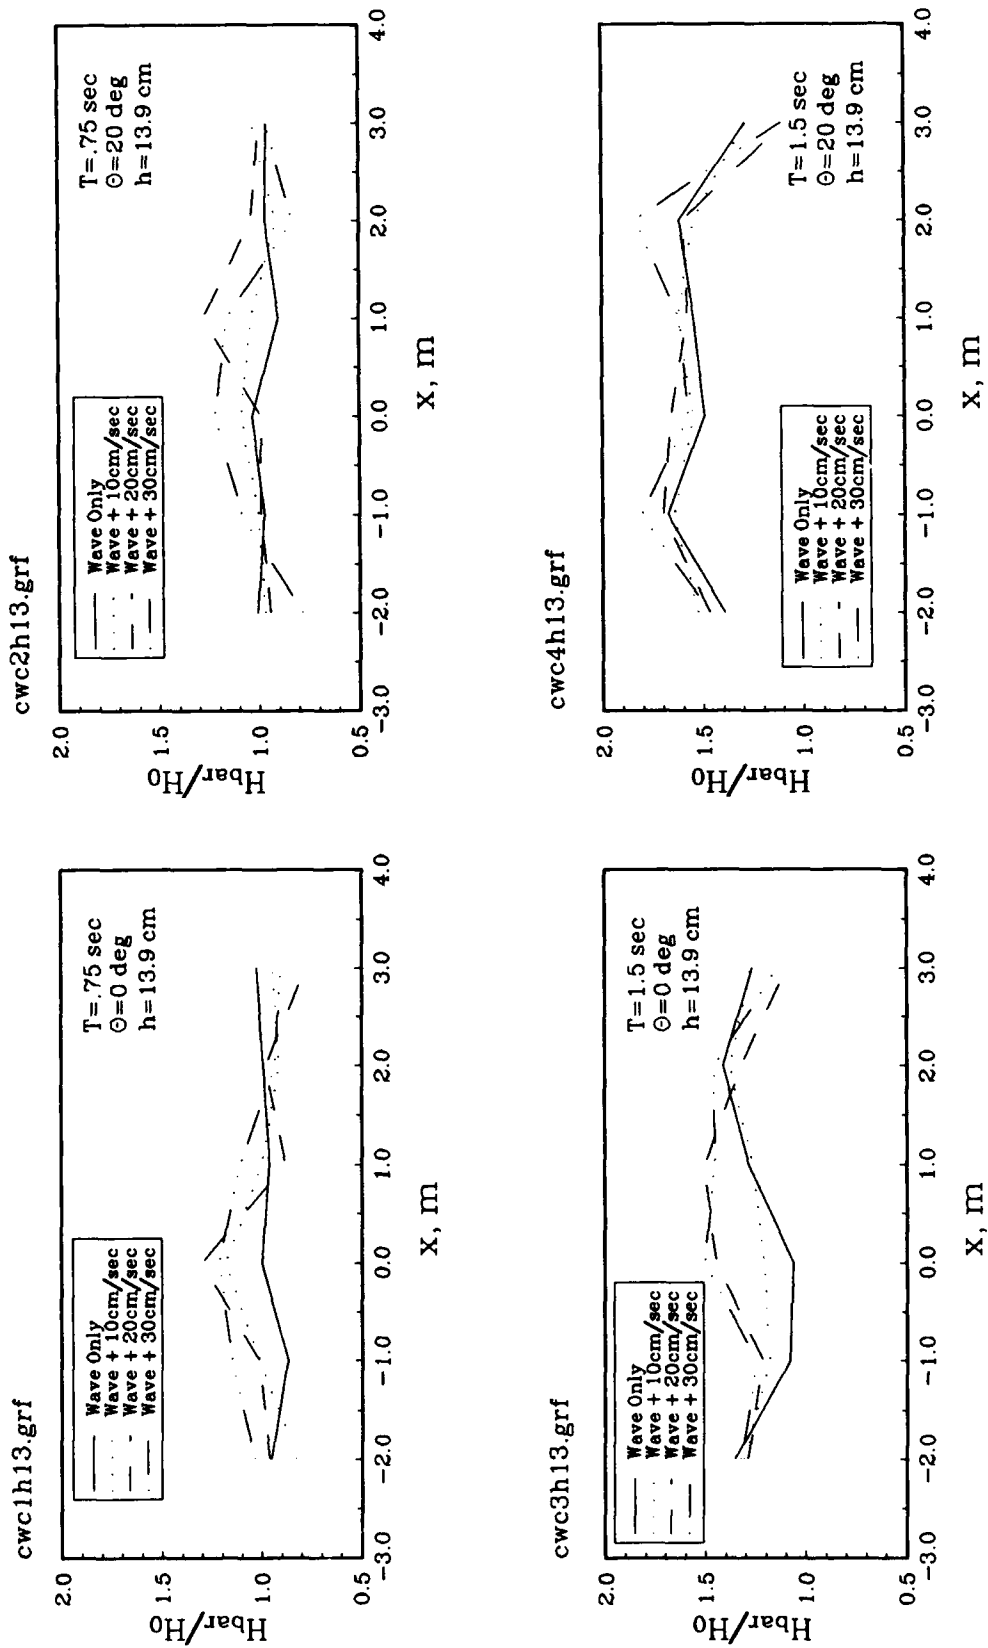 cwc1h13.grf
2.0
1.5
1.0
0.5
Hbar/Ho
Wave Only
Wave + 10cm/sec
Wave + 20cm/sec
Wave + 30cm/sec
T=.75 sec
Θ=0 deg
h=13.9 cm
-3.0 -2.0 -1.0 0.0 1.0 2.0 3.0 4.0
x, m
cwc2h13.grf
2.0
1.5
1.0
0.5
Hbar/Ho
Wave Only
Wave + 10cm/sec
Wave + 20cm/sec
Wave + 30cm/sec
T=.75 sec
Θ=20 deg
h=13.9 cm
-3.0 -2.0 -1.0 0.0 1.0 2.0 3.0 4.0
x, m
cwc3h13.grf
2.0
1.5
1.0
0.5
Hbar/Ho
Wave Only
Wave + 10cm/sec
Wave + 20cm/sec
Wave + 30cm/sec
T=1.5 sec
Θ=0 deg
h=13.9 cm
-3.0 -2.0 -1.0 0.0 1.0 2.0 3.0 4.0
x, m
cwc4h13.grf
2.0
1.5
1.0
0.5
Hbar/Ho
Wave Only
Wave + 10cm/sec
Wave + 20cm/sec
Wave + 30cm/sec
T=1.5 sec
Θ=20 deg
h=13.9 cm
-3.0 -2.0 -1.0 0.0 1.0 2.0 3.0 4.0
x, m